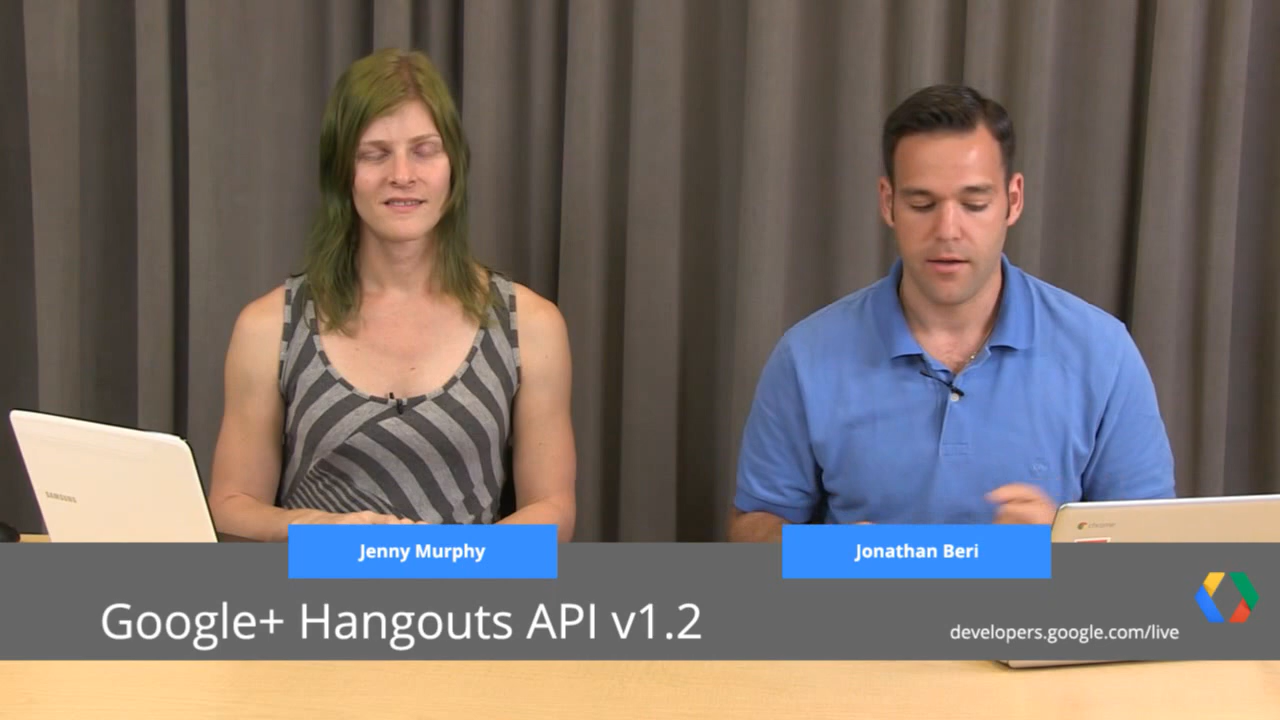 SAMSUNG
chrome
Jenny Murphy
Jonathan Beri
Google+ Hangouts API v1.2
developers.google.com/live